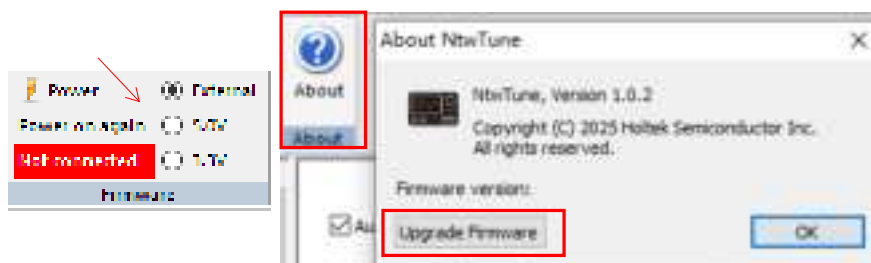 Power
External
Power on again
5.0V
Not connected
3.3V
Firmware
About
About
About NtwTune
NtwTune, Version 1.0.2
Copyright (C) 2025 Holtek Semiconductor Inc.
All rights reserved.
Firmware version:
Upgrade Firmware
OK